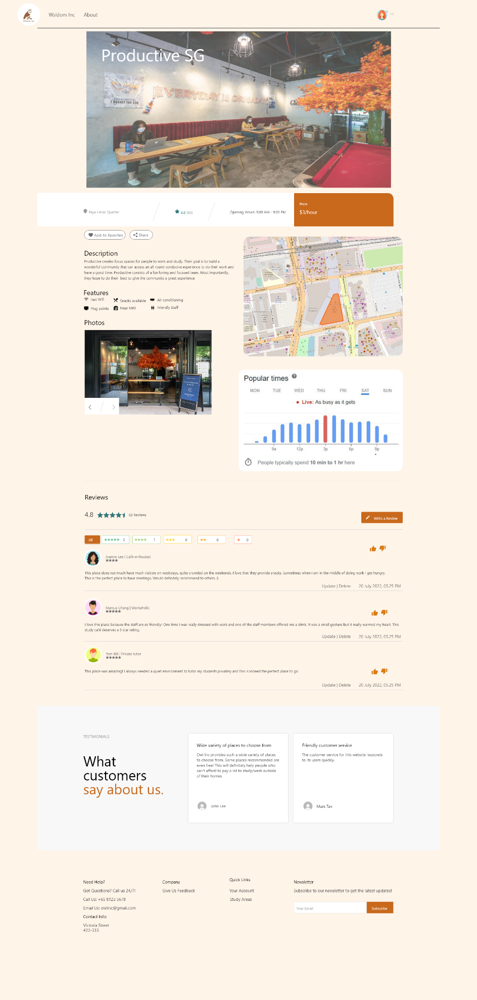 Wsidom Inc
Wsidom Inc
About
Productive SG
TIGER CRYSTAL
1 BUCKET FOR $30
EVERYDAY IS CHUGADAY
Paya Lebar Quarter
4.8 (03)
Opening Hours: 8:00 AM - 9:00 PM
Price
$3/hour
Add-to-favorites
Share
Description
Productive creates focus spaces for people to work and study. Their goal is to build a
wonderful community that can access an all round conducive experience to do their work and
have a good time. Productive consists of a fun loving and focused team. Most importantly,
they hope to do their best to give the community a great experience
Features
Fast Wifi
Snacks available
Air conditioning
Plug points
Near MRT
Friendly Staff
Photos
Popular times
MON TUE WED THU FRI SAT SUN
Live: As busy as it gets
9a 12p 3p 6p 9p
People typically spend 10 min to 1 hr here
Reviews
4.8
03 Reviews
Write a Review
All
2
1
0
0
0
Joanne Lee | Café enthusiast
This place does not much have much visitors on weekdays, quite crowded on the weekends. I love that they provide snacks. Sometimes when I am in the middle of doing work I get hungry.
This is the perfect place to have meetings. Would definitely recommend to others. :)
Update | Delete
20 July 2022, 05.25 PM
Marcus Chang | Workaholic
I love this place because the staff are so friendly! One time I was really stressed with work and one of the staff members offered me a drink. It was a small gesture but it really warmed my heart. This
study café deserves a 5 star rating.
Update | Delete
20 July 2022, 05.25 PM
Tom Bill | Private tutor
This place was amazing! I always needed a quiet environment to tutor my students privately and this is indeed the perfect place to go
Update | Delete
20 July 2022, 05.25 PM
TESTIMONIALS
What
customers
say about us.
Wide variety of places to choose from
Owl Inc provides such a wide variety of places
to choose from. Some places recommended are
even free! This will definitely help people who
can't afford to pay a lot to study/work outside
of their homes.
John Lee
Friendly customer service
The customer service for this website responds
to its users quickly.
Mark Tan
Need Help?
Got Questions? Call us 24/7!
Call Us: +65 8123 5678
Email Us: owlinc@gmail.com
Contact Info:
Victoria Street
#22-333
Company
Give Us Feedback
Quick Links
Your Account
Study Areas
Newsletter
Subscribe to our newsletter to get the latest updates!
Your Email
Subscribe